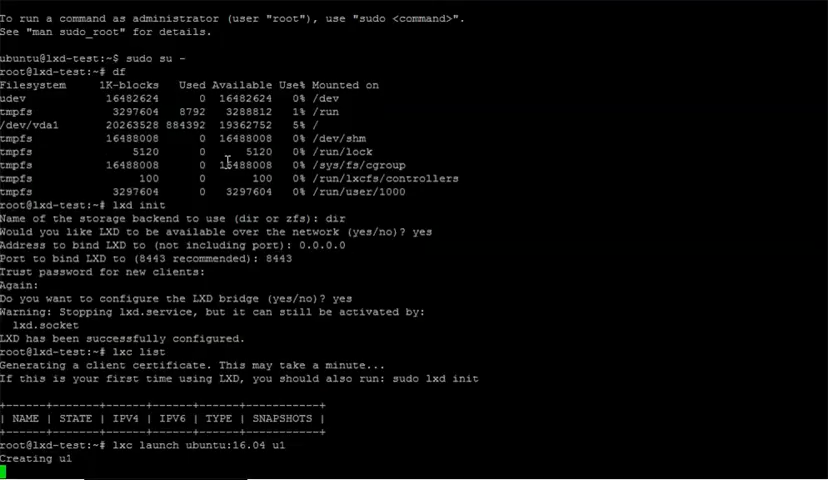 To run a command as administrator (user "root"), use "sudo <command>".
See "man sudo_root" for details.
ubuntu@lxd-test:~$ sudo su -
root@lxd-test:~# df
Filesystem     1K-blocks   Used Available Use% Mounted on
udev            16482624      0  16482624   0% /dev
tmpfs            3297604   8792   3288812   1% /run
/dev/vda1       20263528 884392  19362752   5% /
tmpfs           16488008      0  16488008   0% /dev/shm
tmpfs               5120      0      5120   0% /run/lock
tmpfs           16488008      0  16488008   0% /sys/fs/cgroup
tmpfs                100      0       100   0% /run/lxcfs/controllers
tmpfs            3297604      0   3297604   0% /run/user/1000
root@lxd-test:~# lxd init
Name of the storage backend to use (dir or zfs): dir
Would you like LXD to be available over the network (yes/no)? yes
Address to bind LXD to (not including port): 0.0.0.0
Port to bind LXD to (8443 recommended): 8443
Trust password for new clients:
Again:
Do you want to configure the LXD bridge (yes/no)? yes
Warning: Stopping lxd.service, but it can still be activated by:
  lxd.socket
LXD has been successfully configured.
root@lxd-test:~# lxc list
Generating a client certificate. This may take a minute...
If this is your first time using LXD, you should also run: sudo lxd init
+------+-------+------+------+------+-----------+
| NAME | STATE | IPV4 | IPV6 | TYPE | SNAPSHOTS |
+------+-------+------+------+------+-----------+
root@lxd-test:~# lxc launch ubuntu:16.04 u1
Creating u1